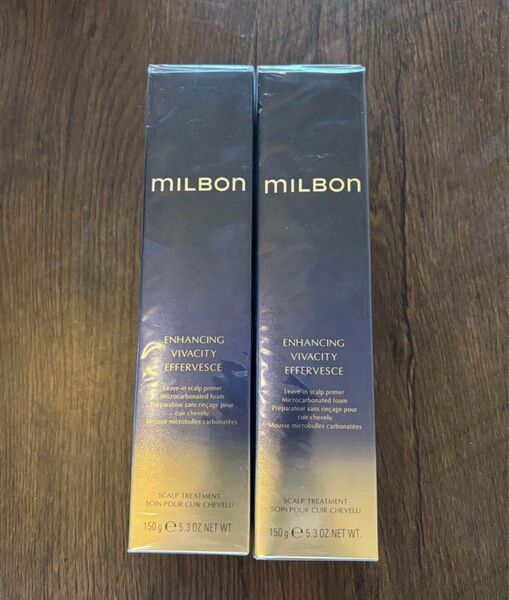 mILBON
ENHANCING
VIVACITY
EFFERVESCE
Leave-in scalp primer
Microcarbonated foam
Préparateur sans rinçage pour
cuir chevelu
Mousse microbulles carbonatées
SCALP TREATMENT
SOIN POUR CUIR CHEVELU
150 g ℮ 5.3 OZ. NET WT.
mILBON
ENHANCING
VIVACITY
EFFERVESCE
Leave-in scalp primer
Microcarbonated foam
Préparateur sans rinçage pour
cuir chevelu
Mousse microbulles carbonatées
SCALP TREATMENT
SOIN POUR CUIR CHEVELU
150 g ℮ 5.3 OZ. NET WT.